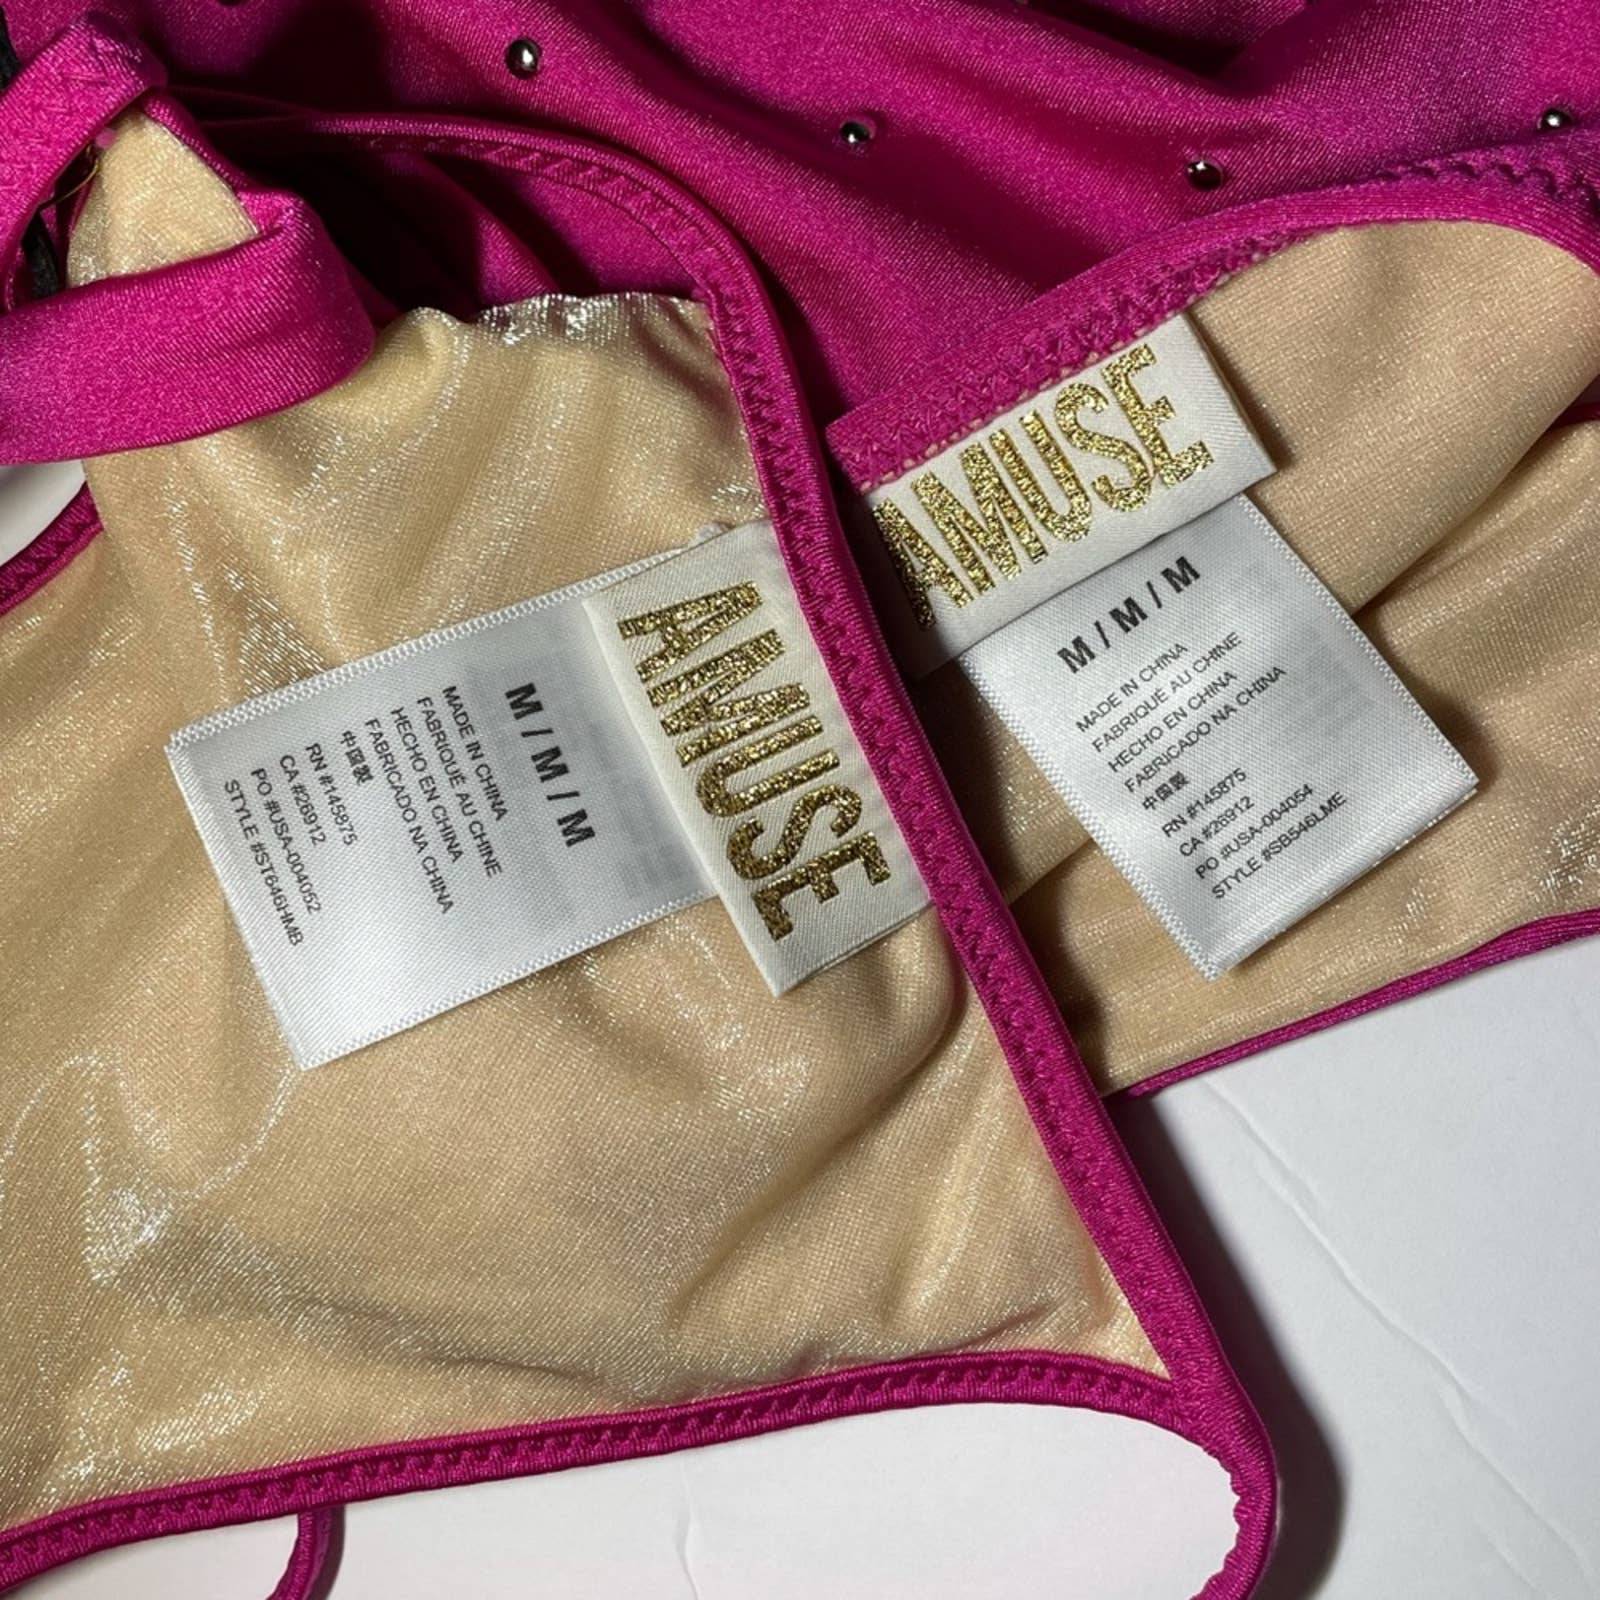 AMUSE
M / M / M
MADE IN CHINA
FABRIQUÉ AU CHINE
HECHO EN CHINA
FABRICADO NA CHINA
中国製
RN #145875
CA #26912
PO #USA-004052
STYLE #ST646HMB
AMUSE
M / M / M
MADE IN CHINA
FABRIQUÉ AU CHINE
HECHO EN CHINA
FABRICADO NA CHINA
中国製
RN #145875
CA #26912
PO #USA-004054
STYLE #SB546LME